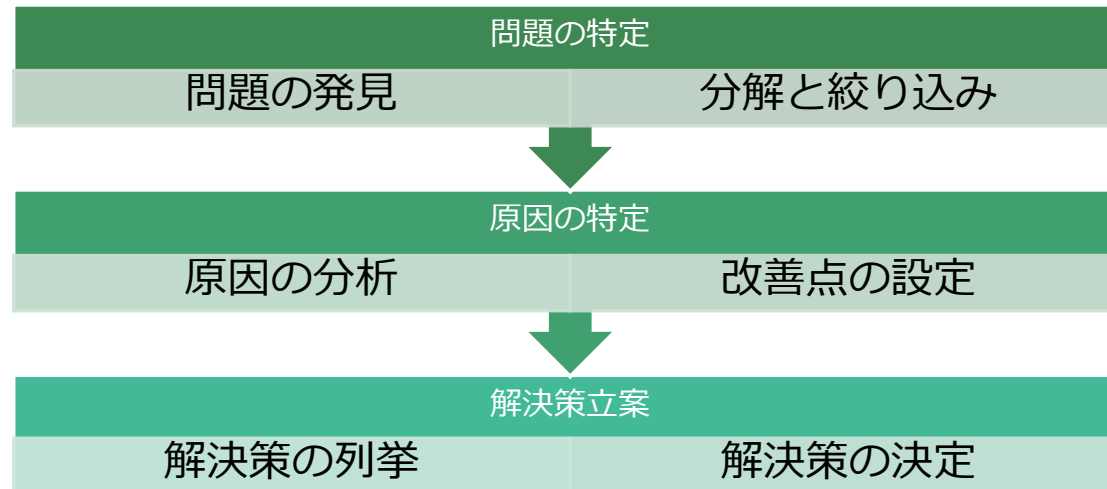 問題の特定
問題の発見 分解と絞り込み
原因の特定
原因の分析 改善点の設定
解決策立案
解決策の列挙 解決策の決定